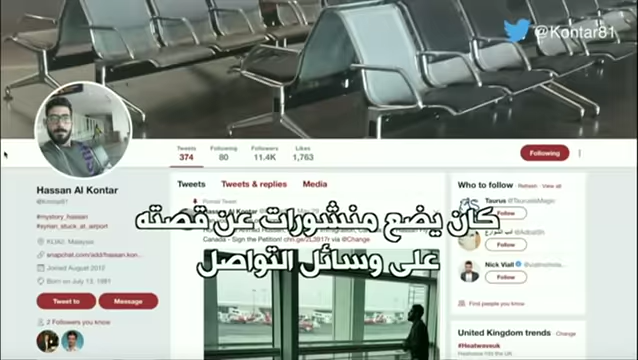 @Kontar81
Tweets Following Followers Likes
374 80 11.4K 1,763
Following
Hassan Al Kontar
@Kontar81
#mystory_hassan
#syrian_stuck_at_airport
KLIA2, Malaysia
snapchat.com/add/hassan.kon...
Joined August 2012
Born on July 13, 1981
Tweet to Message
2 Followers you know
Tweets Tweets & replies Media
Pinned Tweet
Hassan Al Kontar
Canada - Sign the Petition! chn.ge/2L3917r via @Change
كان يضع منشورات عن قصته
على وسائل التواصل
Who to follow Refresh View all
Taurus
Follow
Follow
Nick Viall
Follow
Find people you know
United Kingdom trends Change
#Heatwaveuk